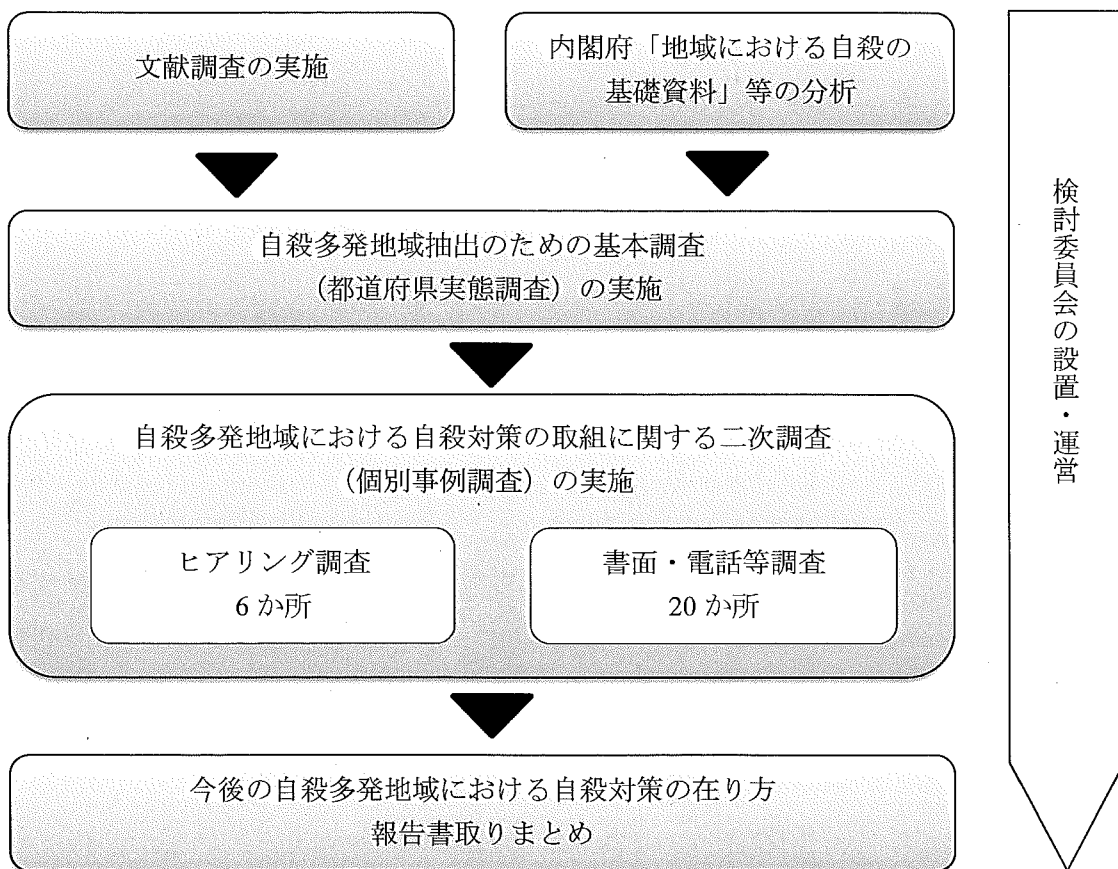 文献調査の実施
内閣府「地域における自殺の
基礎資料」等の分析
自殺多発地域抽出のための基本調査
(都道府県実態調査)の実施
自殺多発地域における自殺対策の取組に関する二次調査
(個別事例調査)の実施
ヒアリング調査
6 か所
書面・電話等調査
20 か所
今後の自殺多発地域における自殺対策の在り方
報告書取りまとめ
検討委員会の設置・運営